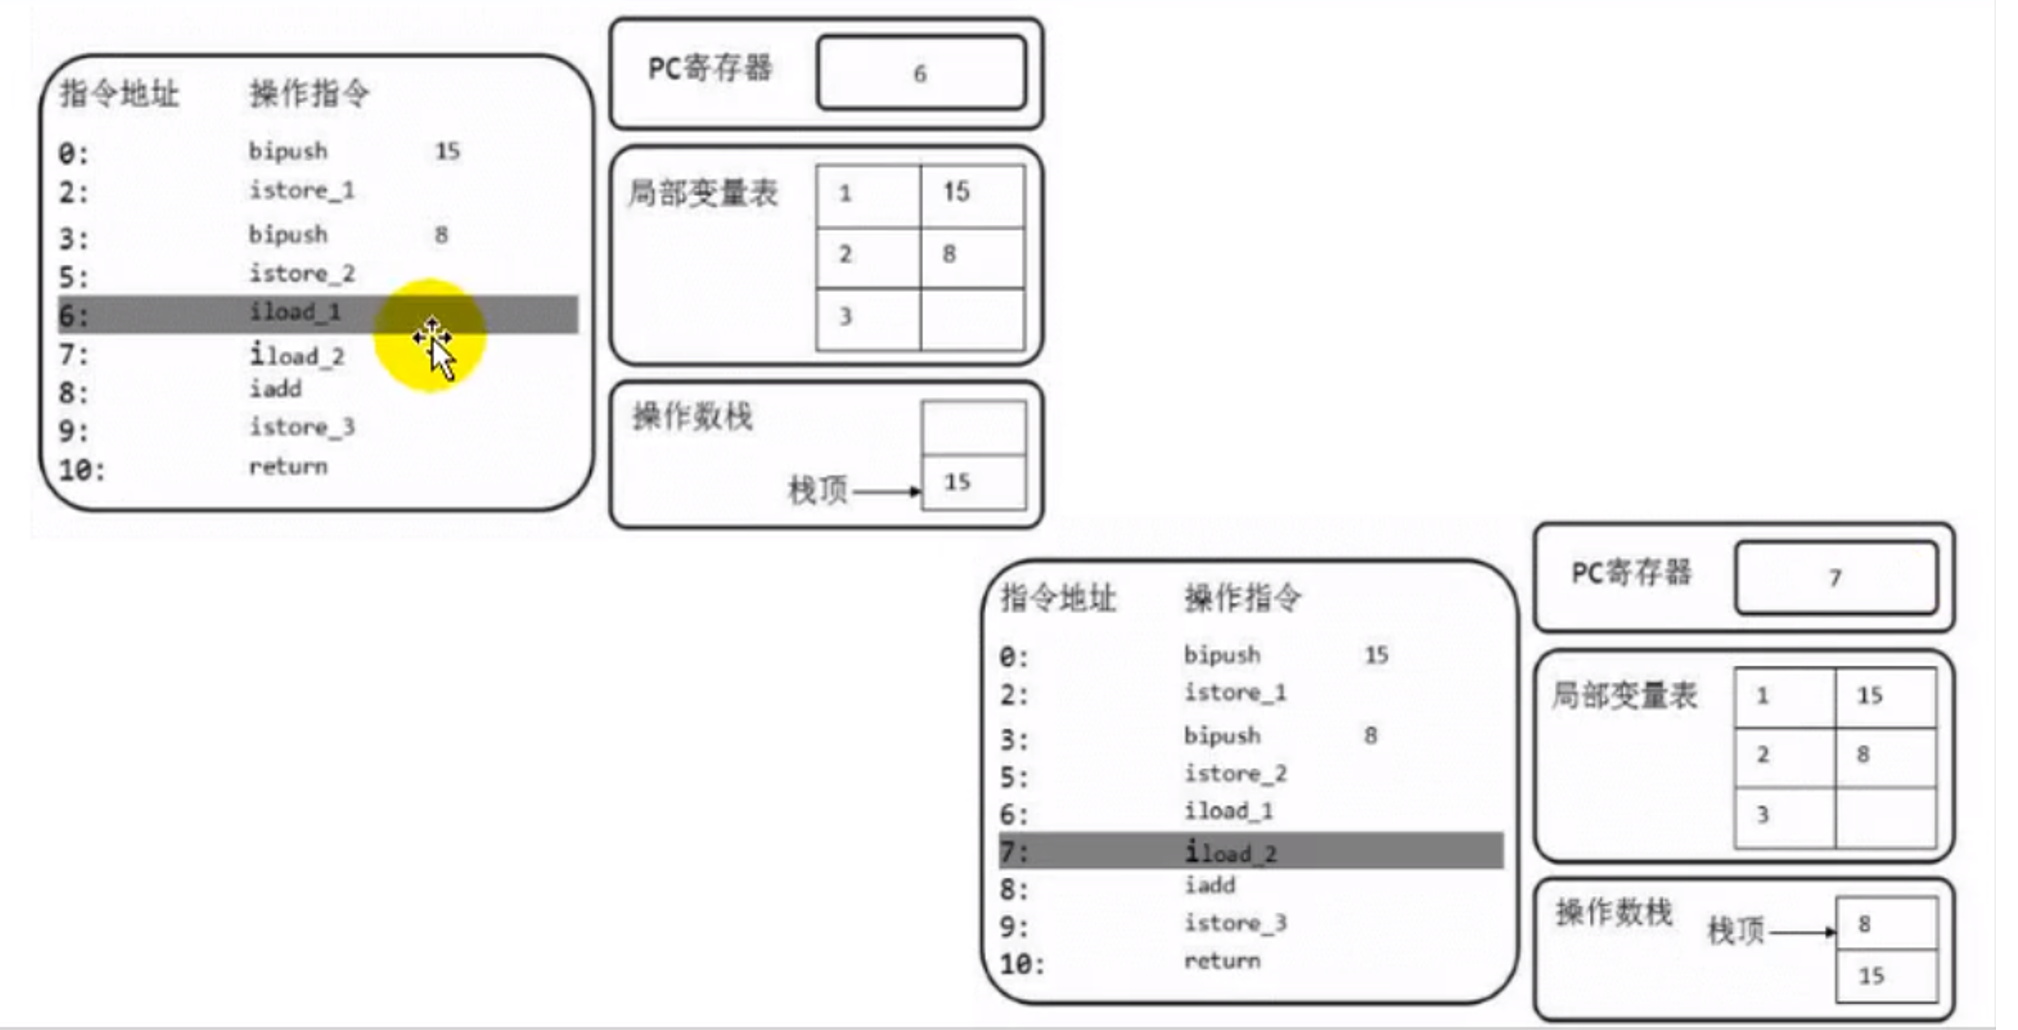 指令地址 操作指令
0: bipush 15
2: istore_1
3: bipush 8
5: istore_2
6: iload_1
7: iload_2
8: iadd
9: istore_3
10: return
PC寄存器 6
局部变量表 1 15
2 8
3
操作数栈
栈顶 15
指令地址 操作指令
0: bipush 15
2: istore_1
3: bipush 8
5: istore_2
6: iload_1
7: iload_2
8: iadd
9: istore_3
10: return
PC寄存器 7
局部变量表 1 15
2 8
3
操作数栈 栈顶 8
15